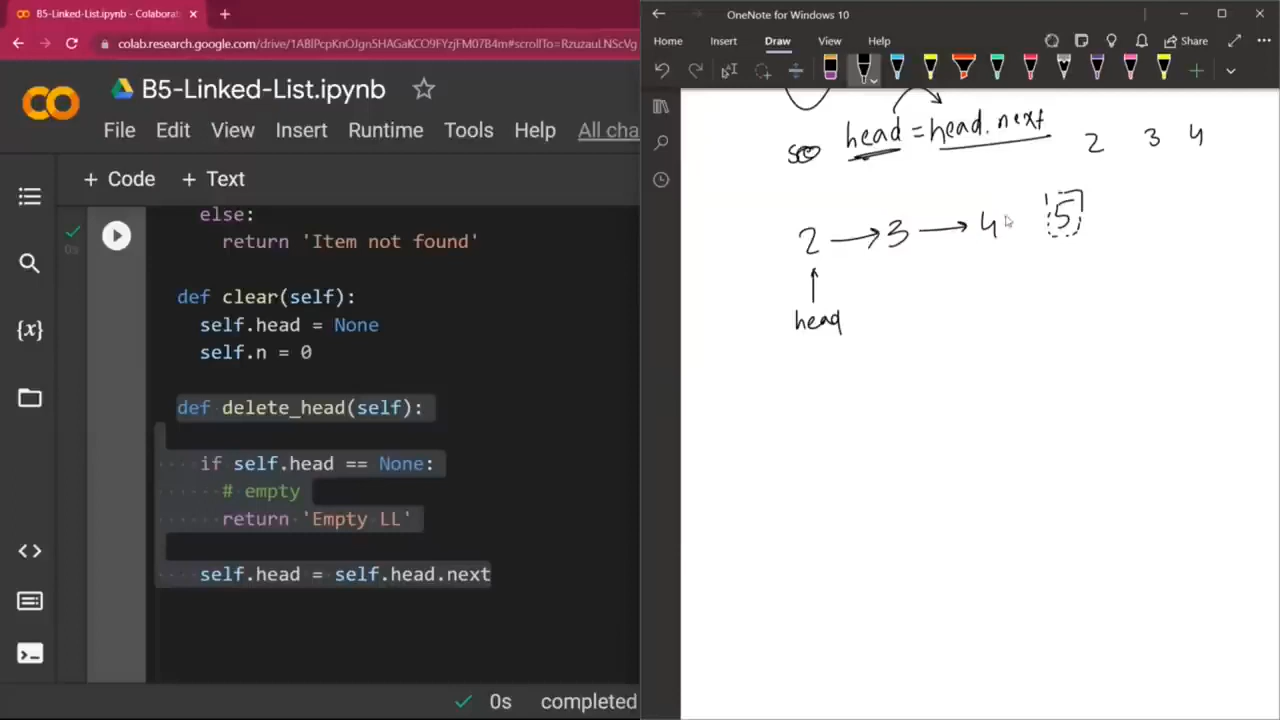 B5-Linked-List.ipynb - Colaborat
colab.research.google.com/drive/1ABlPcpKnOJgn5HAGaKCO9FYzjFM07B4m#scrollTo=RzuzauLNScVg
B5-Linked-List.ipynb
File Edit View Insert Runtime Tools Help All cha
+ Code + Text
0s
else:
return 'Item not found'
def clear(self):
self.head = None
self.n = 0
def delete_head(self):
if self.head == None:
# empty
return 'Empty LL'
self.head = self.head.next
{x}
0s completed
OneNote for Windows 10
Home Insert Draw View Help Share
so head = head.next 2 3 4
2 → 3 → 4 5
head